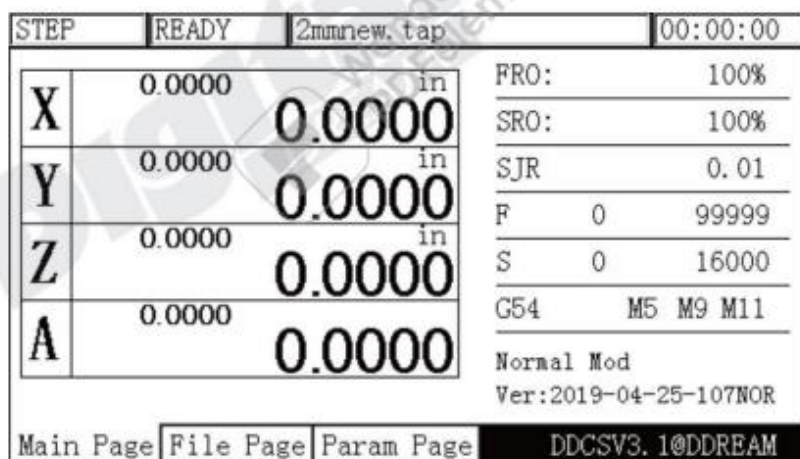 STEP READY 2mmnew.tap 00:00:00
X 0.0000 in 0.0000
Y 0.0000 in 0.0000
Z 0.0000 in 0.0000
A 0.0000 0.0000
FRO: 100%
SRO: 100%
SJR 0.01
F 0 99999
S 0 16000
G54 M5 M9 M11
Normal Mod
Ver:2019-04-25-107NOR
Main Page File Page Param Page DDCSV3.1@DDREAM